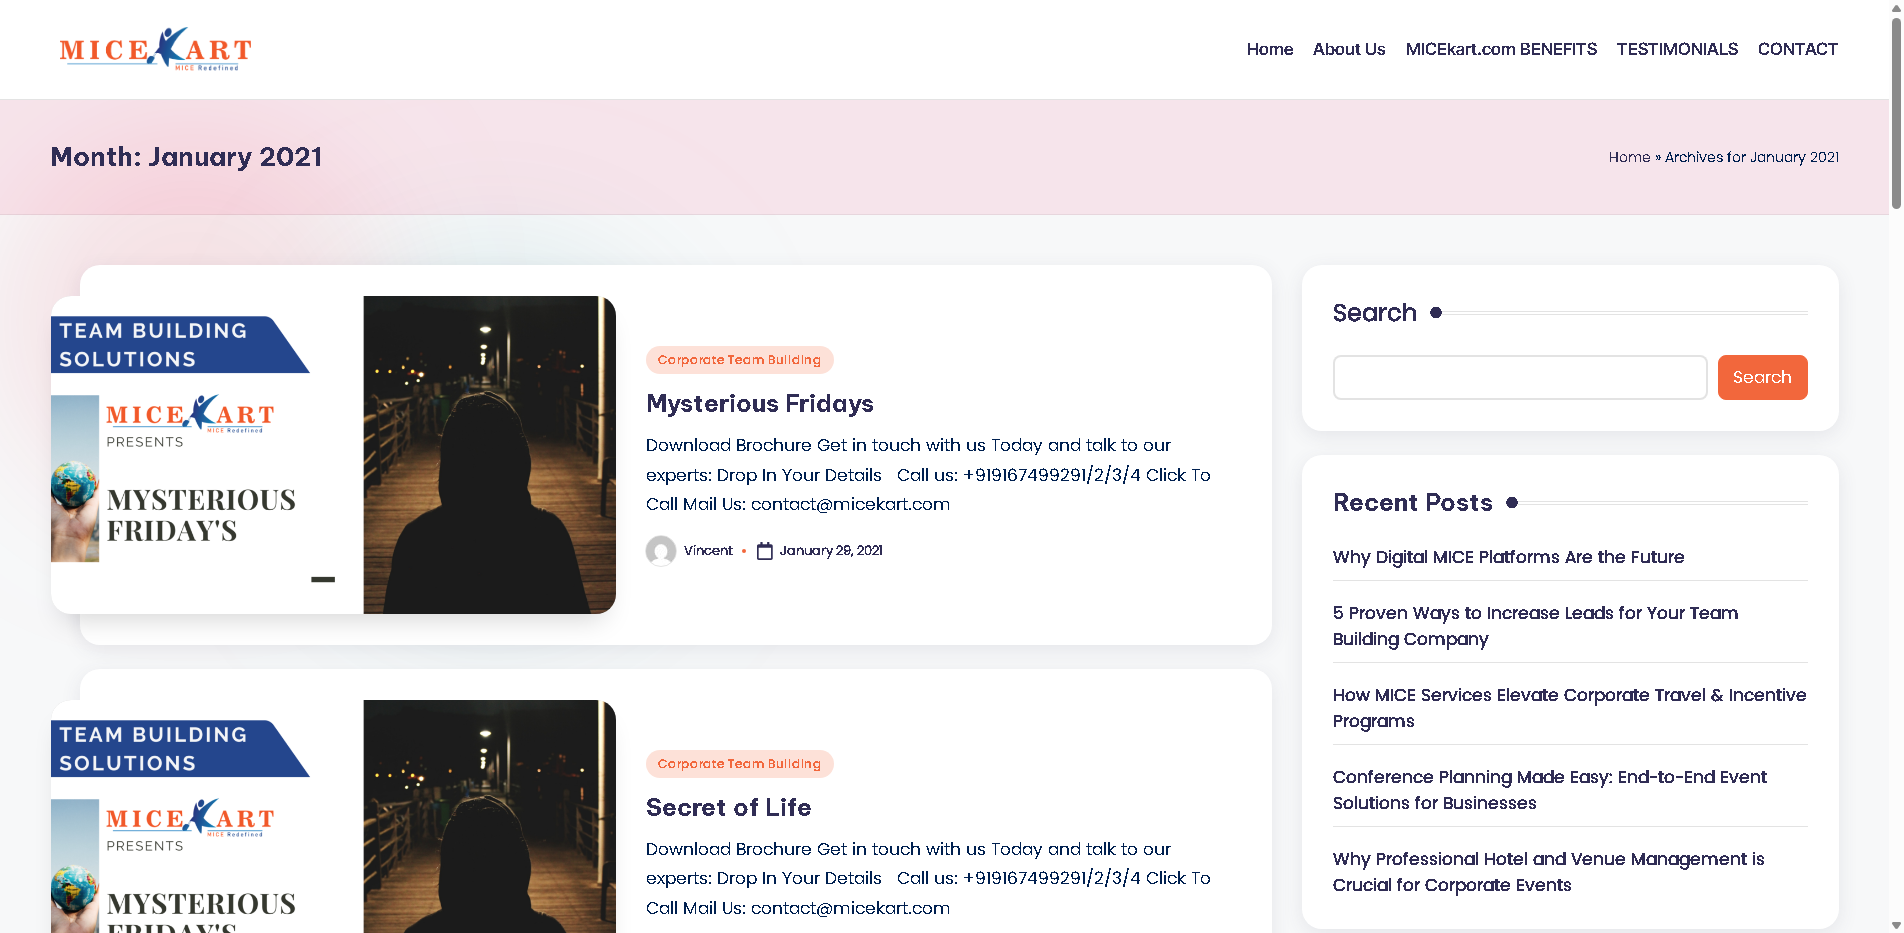 MICEKART
MICE Redefined
Home
About Us
MICEkart.com BENEFITS
TESTIMONIALS
CONTACT
Month: January 2021
Home » Archives for January 2021
TEAM BUILDING
SOLUTIONS
MICEKART
MICE Redefined
PRESENTS
MYSTERIOUS
FRIDAY'S
Corporate Team Building
Mysterious Fridays
Download Brochure Get in touch with us Today and talk to our
experts: Drop In Your Details   Call us: +919167499291/2/3/4 Click To
Call Mail Us: contact@micekart.com
Vincent • January 29, 2021
TEAM BUILDING
SOLUTIONS
MICEKART
MICE Redefined
PRESENTS
MYSTERIOUS
FRIDAY'S
Corporate Team Building
Secret of Life
Download Brochure Get in touch with us Today and talk to our
experts: Drop In Your Details   Call us: +919167499291/2/3/4 Click To
Call Mail Us: contact@micekart.com
Search
Search
Recent Posts
Why Digital MICE Platforms Are the Future
5 Proven Ways to Increase Leads for Your Team
Building Company
How MICE Services Elevate Corporate Travel & Incentive
Programs
Conference Planning Made Easy: End-to-End Event
Solutions for Businesses
Why Professional Hotel and Venue Management is
Crucial for Corporate Events